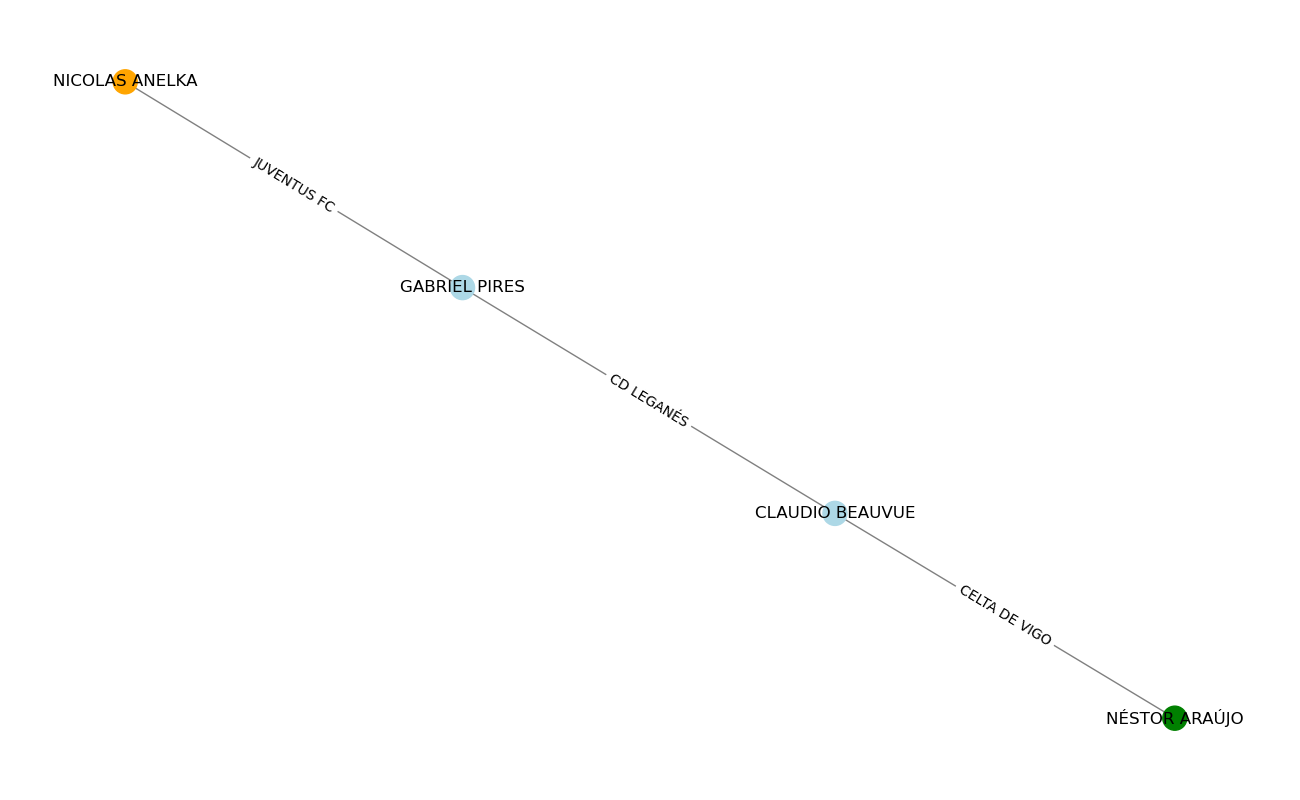 NICOLAS ANELKA
JUVENTUS FC
GABRIEL PIRES
CD LEGANÉS
CLAUDIO BEAUVUE
CELTA DE VIGO
NÉSTOR ARAÚJO